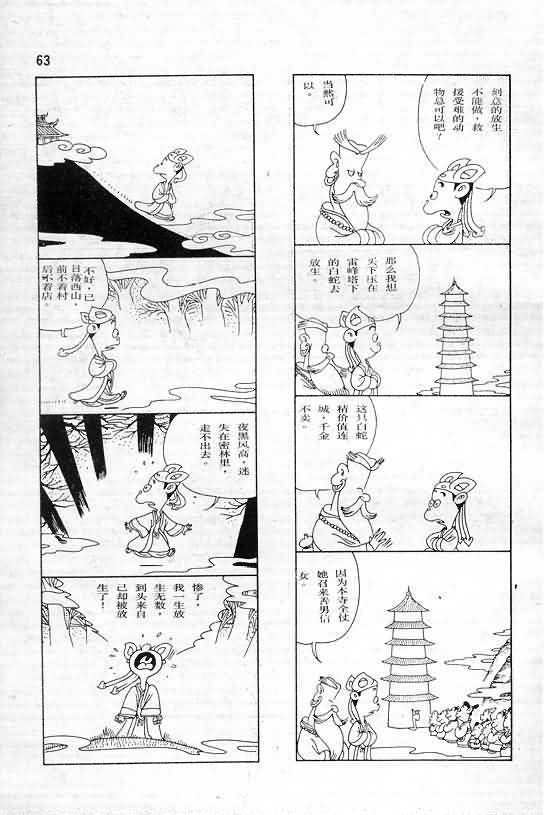 63
刻意的放生
不能做，救
接受难的动
物总可以吧！
当然可
以。
那么我想
买下压在
雷峰塔下
的白蛇去
放生。
这只白蛇
精价值连
城，千金
不卖。
因为本寺全仗
她召来善男信
女。
不好，已
日落西山，
前不着村
后不着店。
夜黑风高，迷
失在密林里，
走不出去。
惨了，
我一生放
生无数，
到头来自
己却被放
生了！